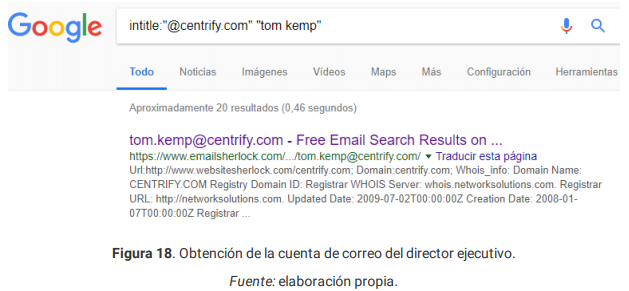 Google
intitle:"@centrify.com" "tom kemp"
Todo Noticias Imágenes Vídeos Maps Más Configuración Herramientas
Aproximadamente 20 resultados (0,46 segundos)
tom.kemp@centrify.com - Free Email Search Results on ...
https://www.emailsherlock.com/.../tom.kemp@centrify.com/ ▾ Traducir esta página
Url:http://www.websitesherlock.com/centrify.com; Domain:centrify.com; Whois_info: Domain Name:
CENTRIFY.COM Registry Domain ID: Registrar WHOIS Server: whois.networksolutions.com. Registrar
URL: http://networksolutions.com. Updated Date: 2009-07-02T00:00:00Z Creation Date: 2008-01-
07T00:00:00Z Registrar ...
Figura 18. Obtención de la cuenta de correo del director ejecutivo.
Fuente: elaboración propia.